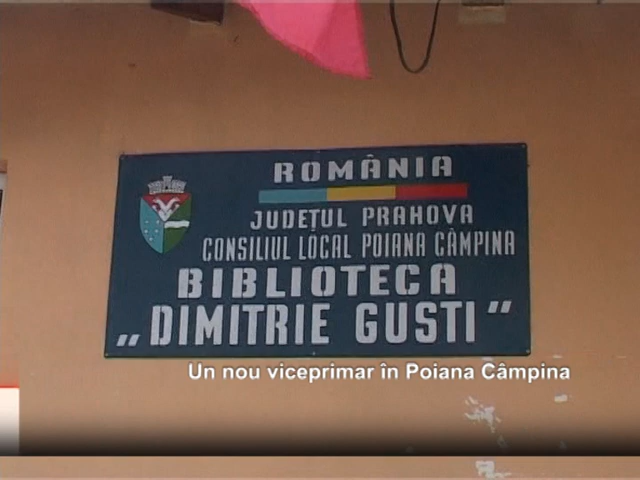 ROMÂNIA
JUDEȚUL PRAHOVA
CONSILIUL LOCAL POIANA CÂMPINA
BIBLIOTECA
„DIMITRIE GUSTI"
Un nou viceprimar în Poiana Câmpina